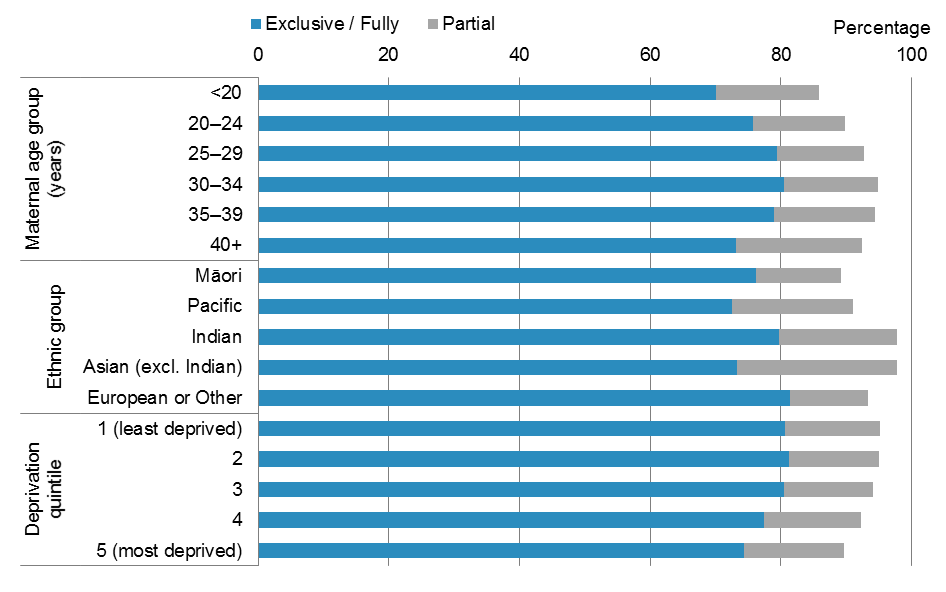 Exclusive / Fully
Partial
Percentage
0 20 40 60 80 100
Maternal age group
(years)
<20
20–24
25–29
30–34
35–39
40+
Ethnic group
Māori
Pacific
Indian
Asian (excl. Indian)
European or Other
Deprivation
quintile
1 (least deprived)
2
3
4
5 (most deprived)